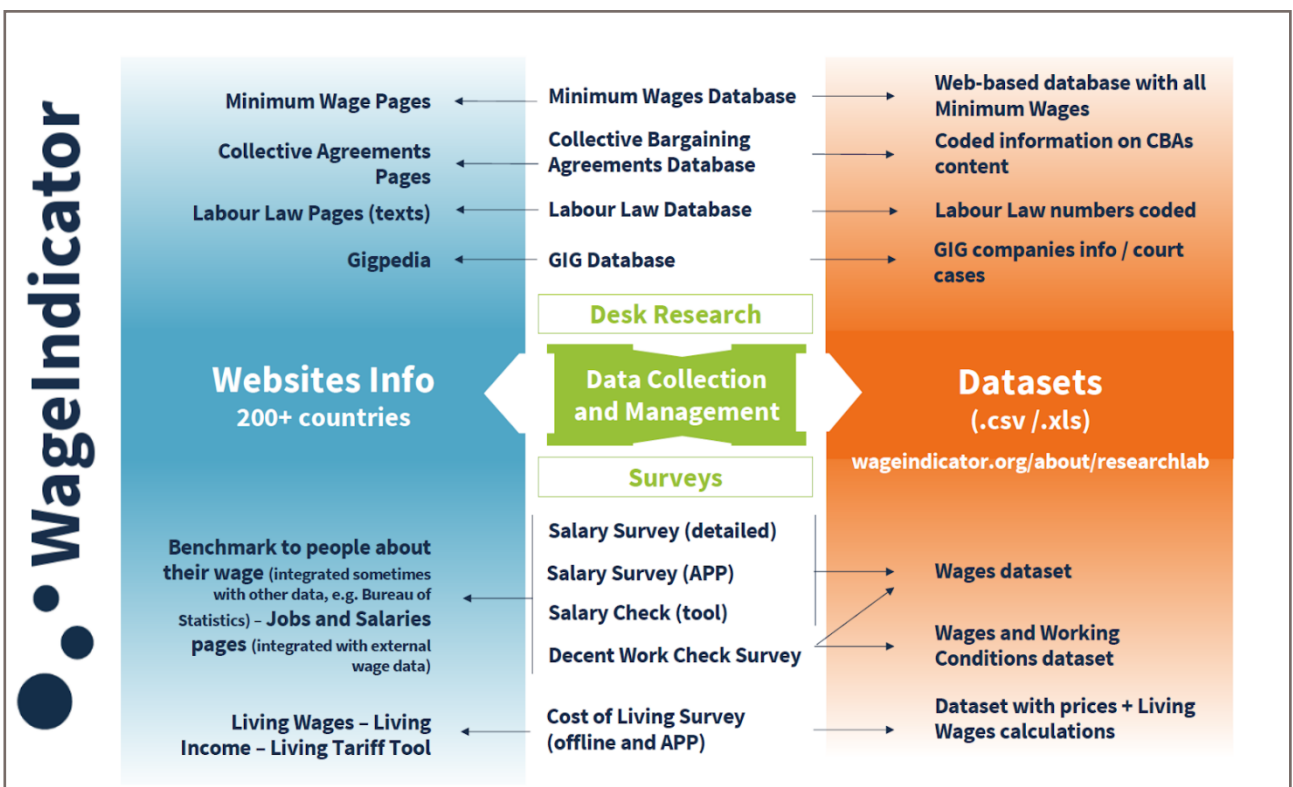 WageIndicator
Minimum Wage Pages
Minimum Wages Database
Web-based database with all
Minimum Wages
Collective Agreements
Pages
Collective Bargaining
Agreements Database
Coded information on CBAs
content
Labour Law Pages (texts)
Labour Law Database
Labour Law numbers coded
Gigpedia
GIG Database
GIG companies info / court
cases
Desk Research
Websites Info
200+ countries
Data Collection
and Management
Datasets
(.csv /.xls)
wageindicator.org/about/researchlab
Surveys
Benchmark to people about
their wage (integrated sometimes
with other data, e.g. Bureau of
Statistics) – Jobs and Salaries
pages (integrated with external
wage data)
Salary Survey (detailed)
Salary Survey (APP)
Salary Check (tool)
Decent Work Check Survey
Wages dataset
Wages and Working
Conditions dataset
Living Wages – Living
Income – Living Tariff Tool
Cost of Living Survey
(offline and APP)
Dataset with prices + Living
Wages calculations